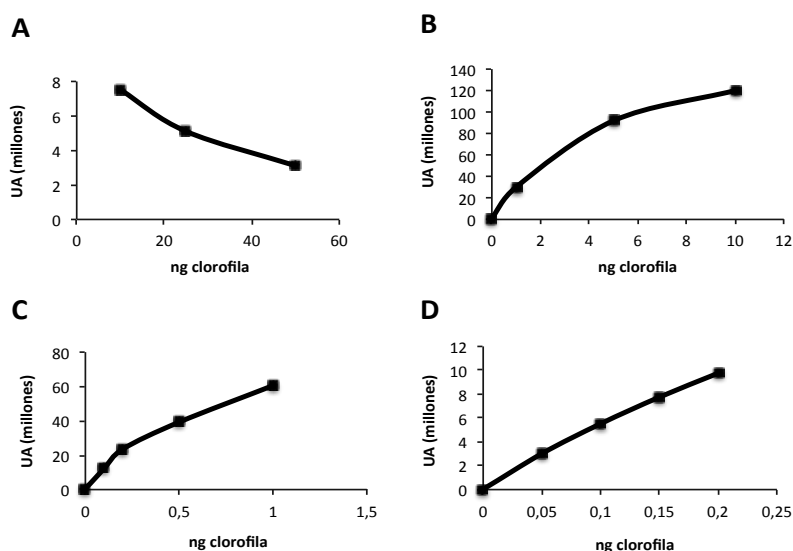 A
UA (millones)
8
6
4
2
0
0 20 40 60
ng clorofila
B
UA (millones)
140
120
100
80
60
40
20
0
0 2 4 6 8 10 12
ng clorofila
C
UA (millones)
80
60
40
20
0
0 0,5 1 1,5
ng clorofila
D
UA (millones)
12
10
8
6
4
2
0
0 0,05 0,1 0,15 0,2 0,25
ng clorofila